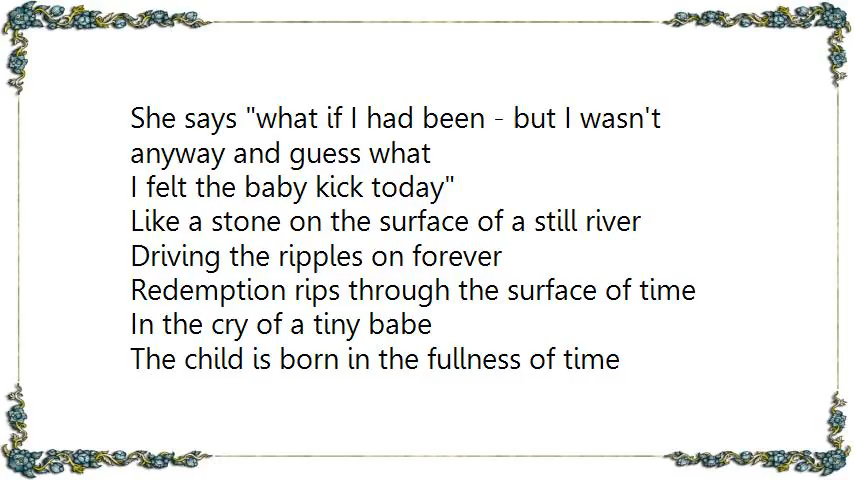 She says "what if I had been - but I wasn't
anyway and guess what
I felt the baby kick today"
Like a stone on the surface of a still river
Driving the ripples on forever
Redemption rips through the surface of time
In the cry of a tiny babe
The child is born in the fullness of time